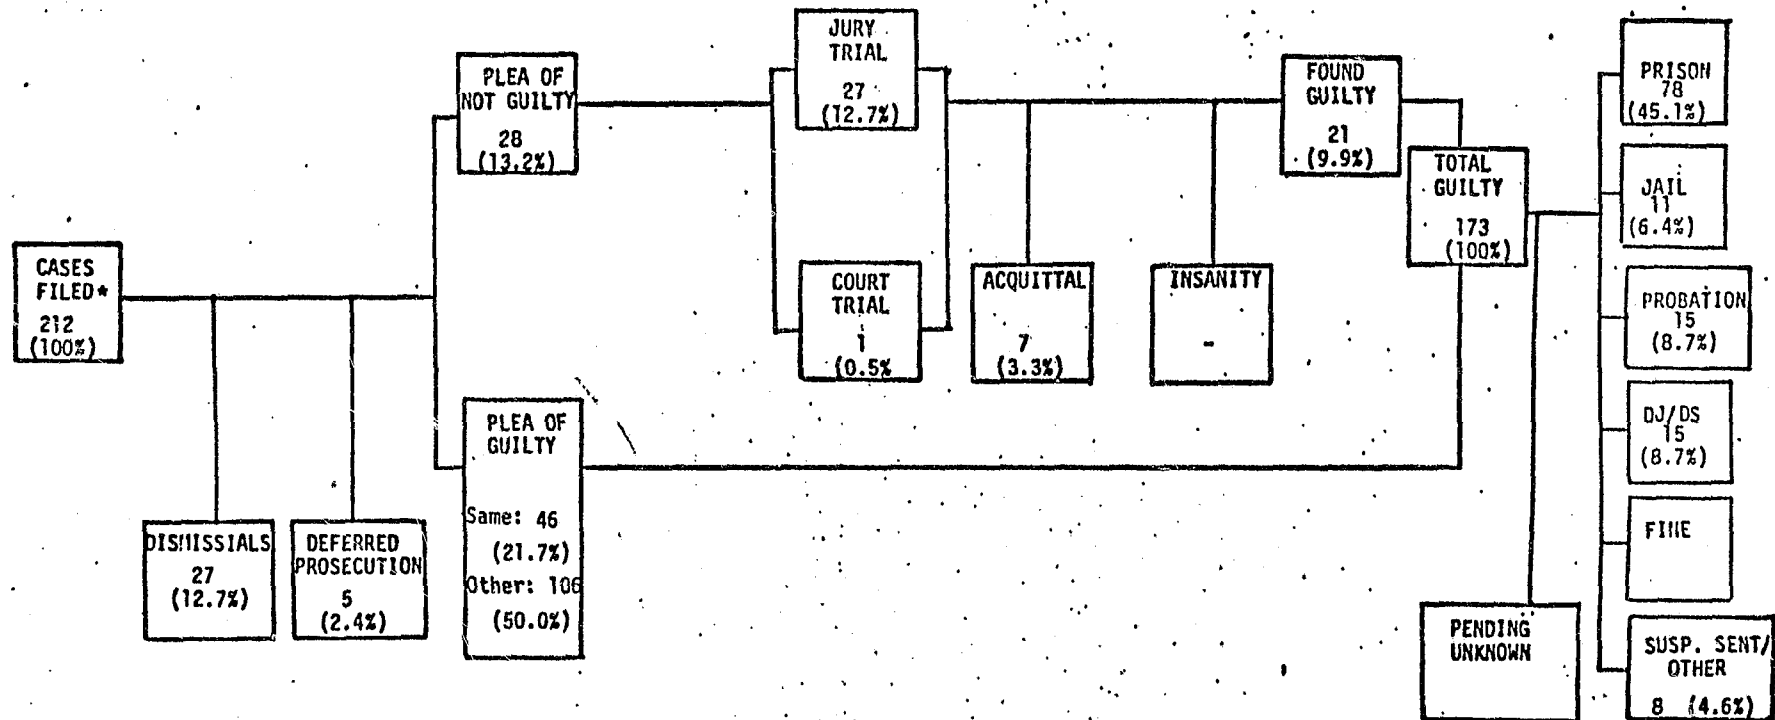 CASES
FILED*
212
(100%)
DISMISSIALS
27
(12.7%)
DEFERRED
PROSECUTION
5
(2.4%)
PLEA OF
NOT GUILTY
28
(13.2%)
PLEA OF
GUILTY
Same: 46
(21.7%)
Other: 106
(50.0%)
JURY
TRIAL
27
(12.7%)
COURT
TRIAL
1
(0.5%
ACQUITTAL
7
(3.3%)
INSANITY
-
FOUND
GUILTY
21
(9.9%)
TOTAL
GUILTY
173
(100%)
PENDING
UNKNOWN
PRISON
78
(45.1%)
JAIL
11
(6.4%)
PROBATION
15
(8.7%)
DJ/DS
15
(8.7%)
FINE
SUSP. SENT/
OTHER
8 (4.6%)